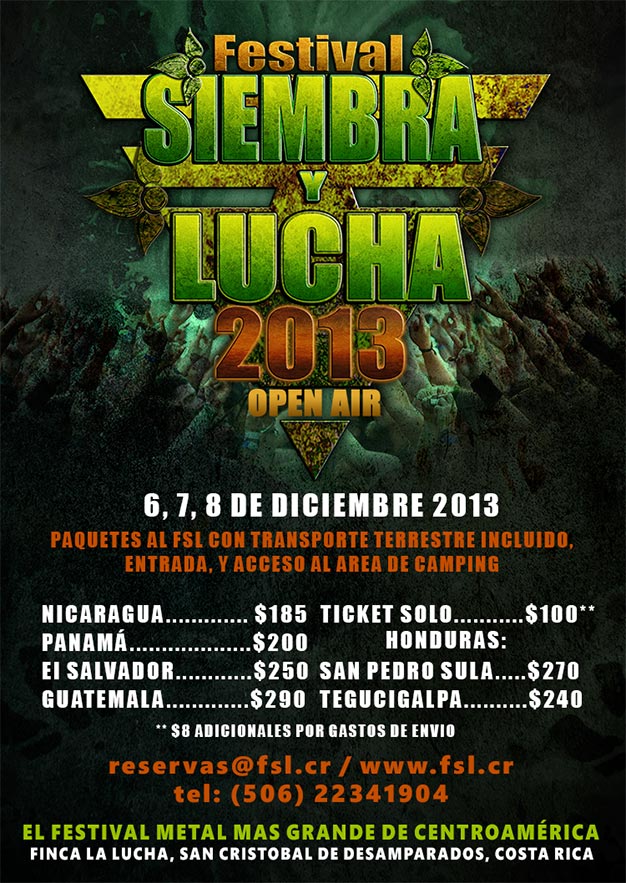 Festival
SIEMBRA
Y
LUCHA
2013
OPEN AIR
6, 7, 8 DE DICIEMBRE 2013
PAQUETES AL FSL CON TRANSPORTE TERRESTRE INCLUIDO,
ENTRADA, Y ACCESO AL AREA DE CAMPING
NICARAGUA............. $185
PANAMÁ...................$200
El SALVADOR............$250
GUATEMALA.............$290
TICKET SOLO...........$100**
HONDURAS:
SAN PEDRO SULA.....$270
TEGUCIGALPA..........$240
** $8 ADICIONALES POR GASTOS DE ENVIO
reservas@fsl.cr / www.fsl.cr
tel: (506) 22341904
EL FESTIVAL METAL MAS GRANDE DE CENTROAMÉRICA
FINCA LA LUCHA, SAN CRISTOBAL DE DESAMPARADOS, COSTA RICA